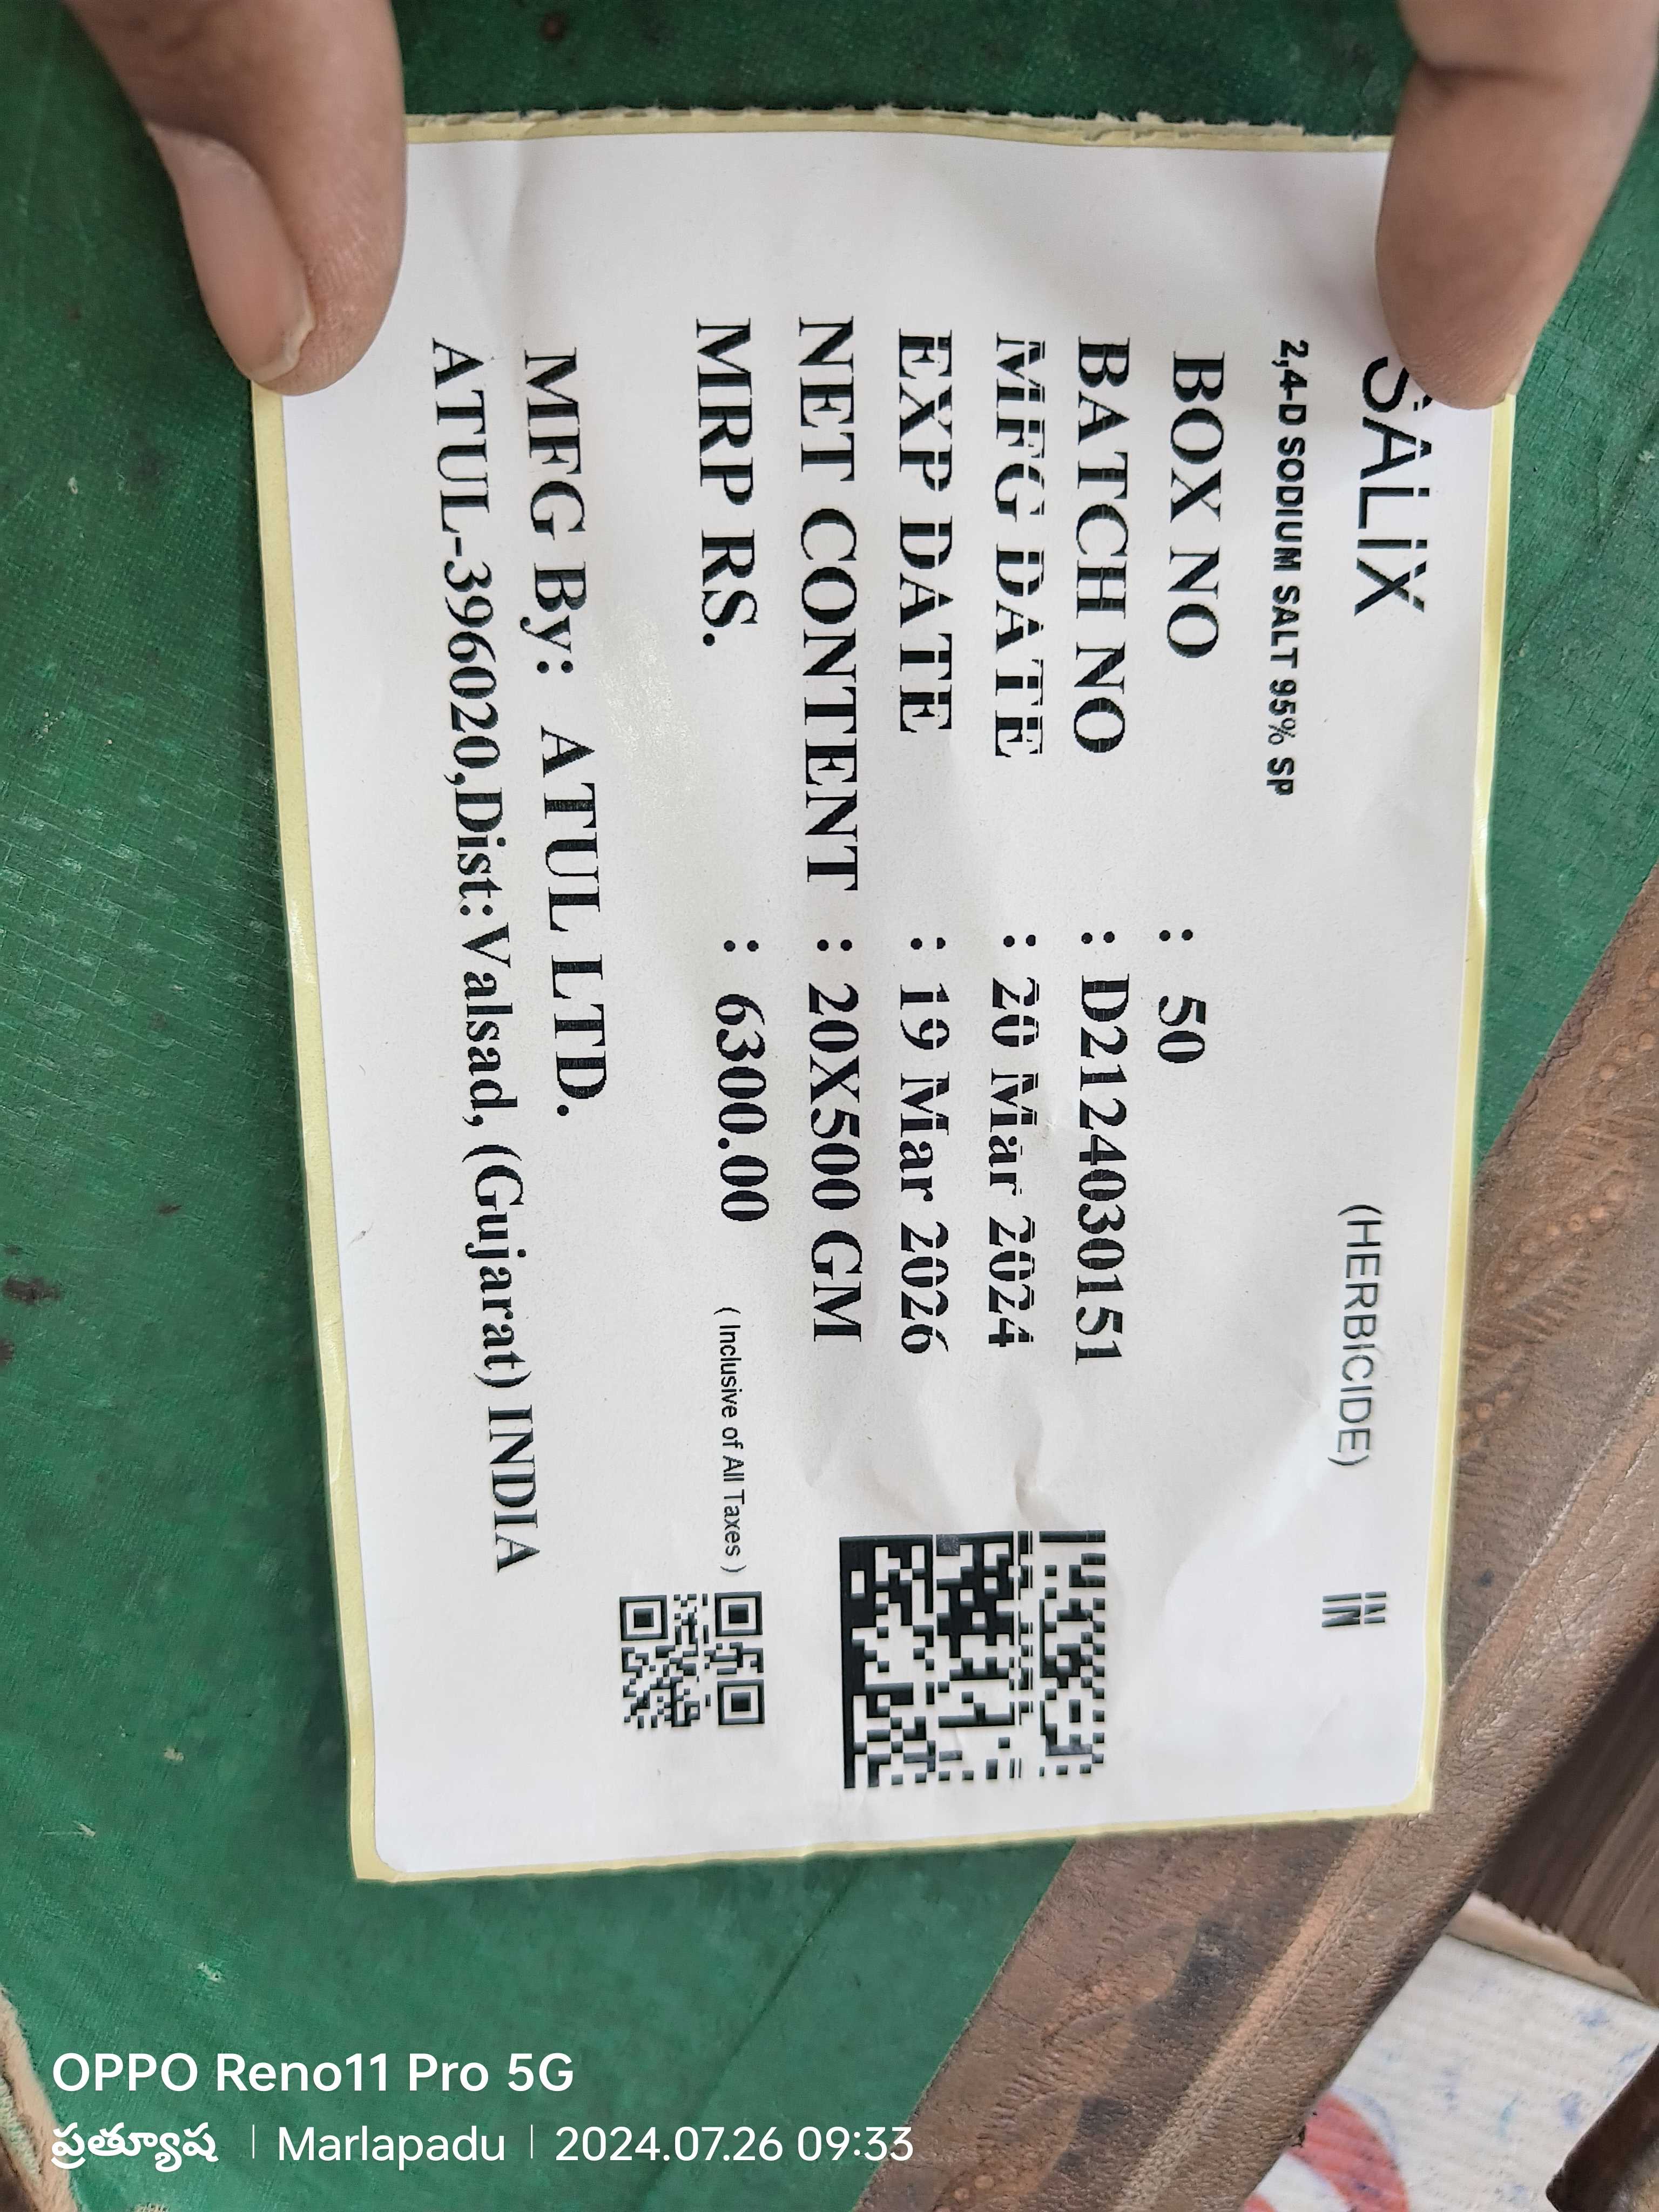 SALIX (HERBICIDE) IN
2,4-D SODIUM SALT 95% SP
BOX NO : 50
BATCH NO : D2124030151
MFG DATE : 20 Mar 2024
EXP DATE : 19 Mar 2026
NET CONTENT : 20X500 GM
MRP RS. : 6300.00 ( Inclusive of All Taxes )
MFG By: ATUL LTD.
ATUL-396020,Dist:Valsad, (Gujarat) INDIA
OPPO Reno11 Pro 5G
ప్రత్యూష | Marlapadu | 2024.07.26 09:33